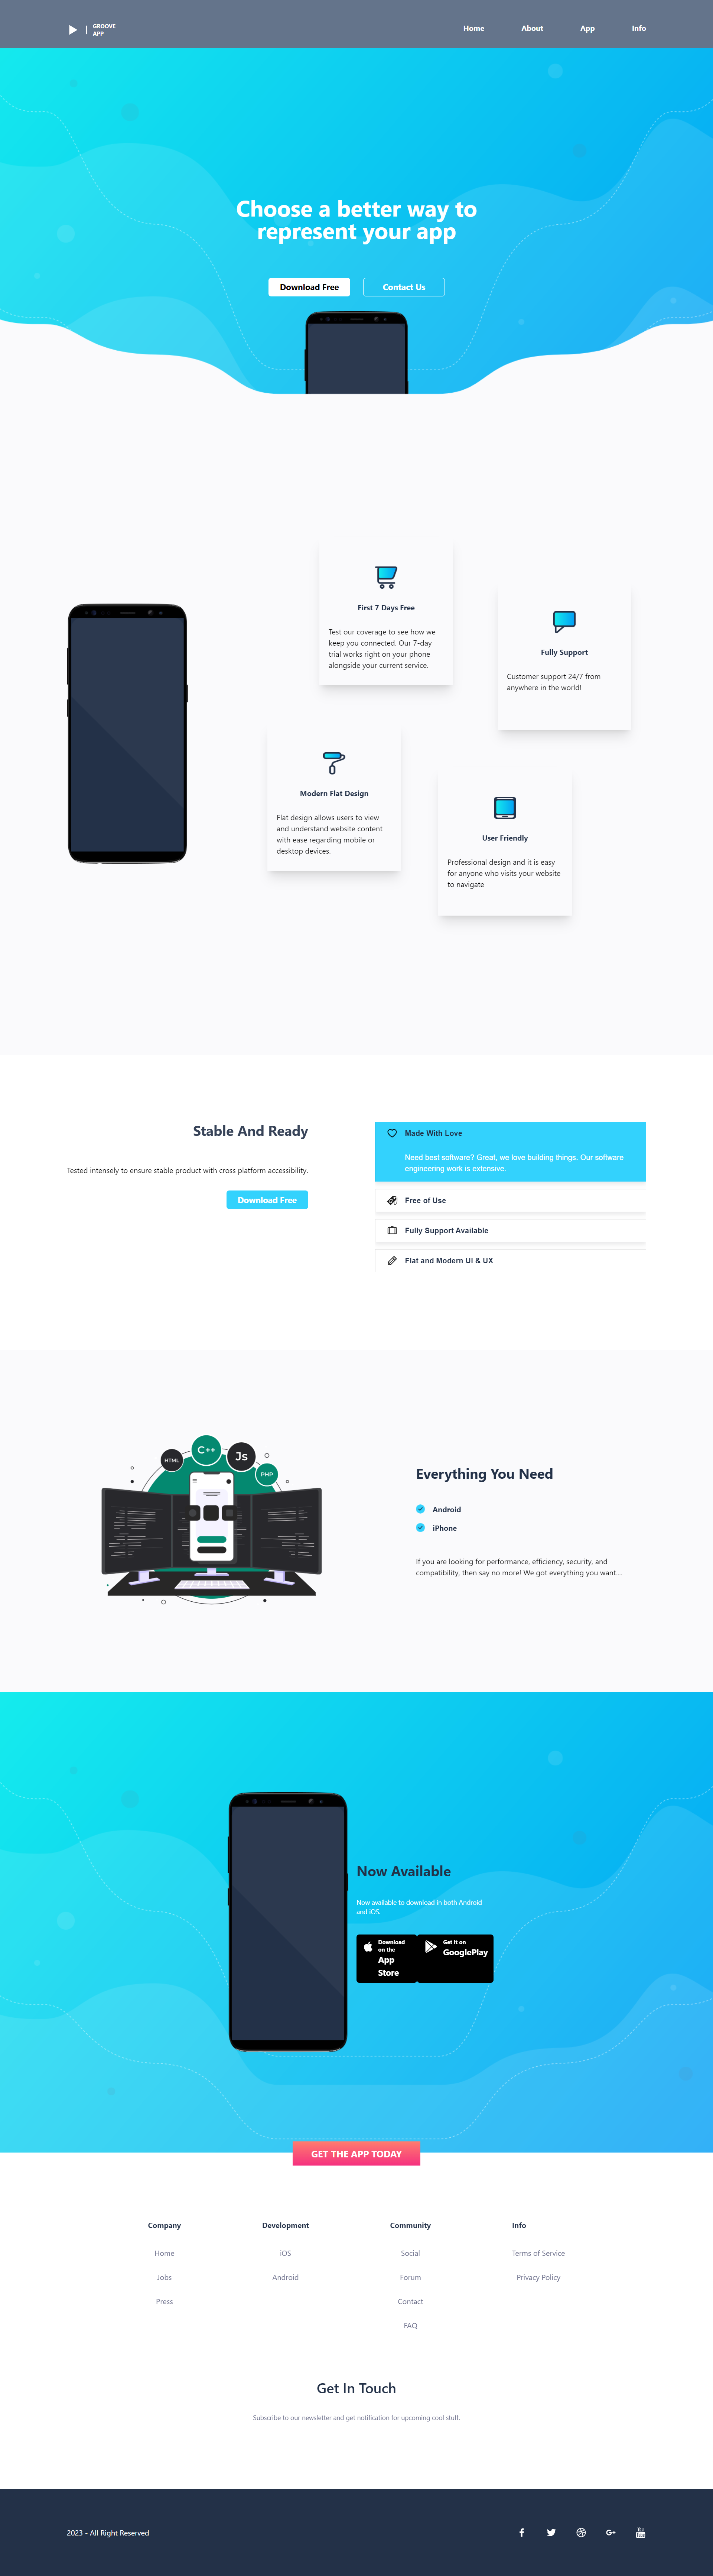 GROOVE
APP
Home About App Info
Choose a better way to
represent your app
Download Free Contact Us
First 7 Days Free
Test our coverage to see how we
keep you connected. Our 7-day
trial works right on your phone
alongside your current service.
Fully Support
Customer support 24/7 from
anywhere in the world!
Modern Flat Design
Flat design allows users to view
and understand website content
with ease regarding mobile or
desktop devices.
User Friendly
Professional design and it is easy
for anyone who visits your website
to navigate
Stable And Ready
Tested intensely to ensure stable product with cross platform accessibility.
Download Free
Made With Love
Need best software? Great, we love building things. Our software
engineering work is extensive.
Free of Use
Fully Support Available
Flat and Modern UI & UX
HTML
C++
Js
PHP
Everything You Need
Android
iPhone
If you are looking for performance, efficiency, security, and
compatibility, then say no more! We got everything you want....
Now Available
Now available to download in both Android
and iOS.
Download
on the
App
Store
Get it on
GooglePlay
GET THE APP TODAY
Company
Home
Jobs
Press
Development
iOS
Android
Community
Social
Forum
Contact
FAQ
Info
Terms of Service
Privacy Policy
Get In Touch
Subscribe to our newsletter and get notification for upcoming cool stuff.
2023 - All Right Reserved
G+
You
Tube